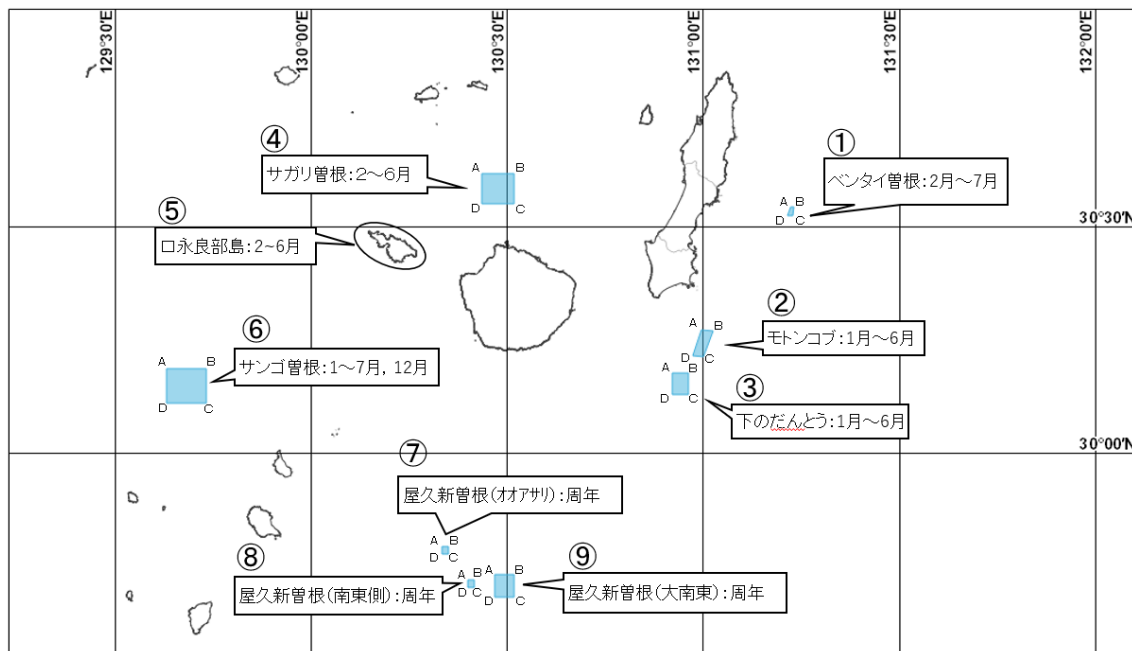 129°30'E
130°00'E
130°30'E
131°00'E
131°30'E
132°00'E
④
サガリ曽根:2～6月
A B
D C
①
ベンタイ曽根:2月～7月
A B
D C
30°30'N
⑤
口永良部島:2~6月
②
モトンコブ:1月～6月
A B
D C
⑥
サンゴ曽根:1～7月, 12月
A B
D C
③
下のだんとう:1月～6月
A B
D C
30°00'N
⑦
屋久新曽根(オオアサリ):周年
A B
D C
⑧
屋久新曽根(南東側):周年
A B
D C
⑨
屋久新曽根(大南東):周年
A B
D C